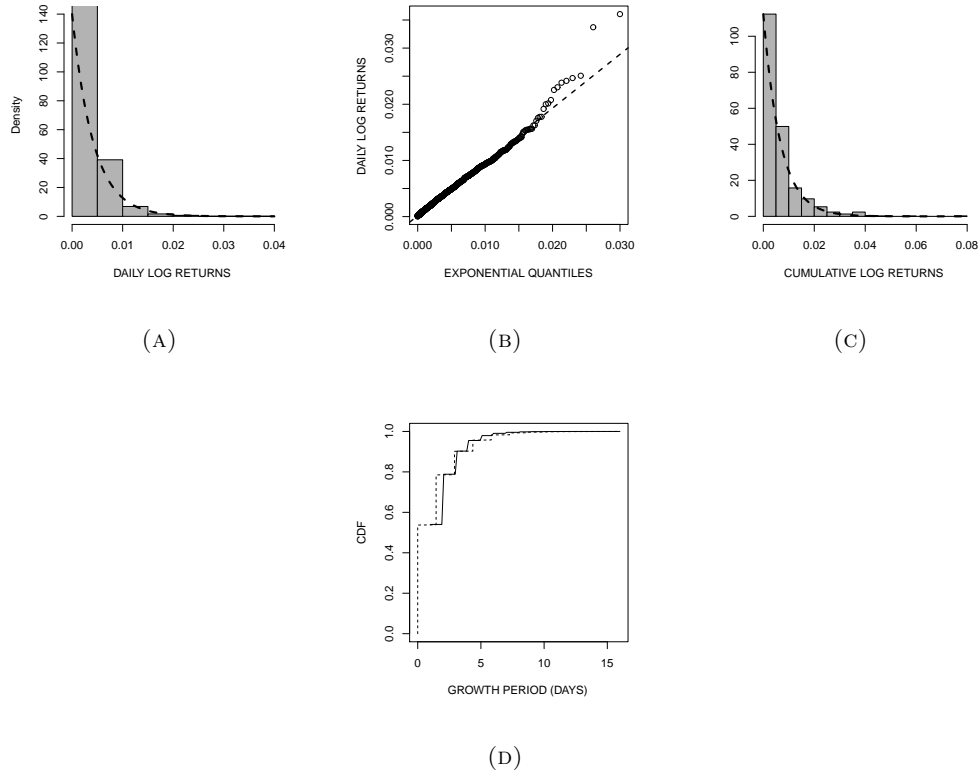 Density
0 20 40 60 80 100 120 140
0.00 0.01 0.02 0.03 0.04
DAILY LOG RETURNS
(A)
DAILY LOG RETURNS
0.000 0.010 0.020 0.030
0.000 0.010 0.020 0.030
EXPONENTIAL QUANTILES
(B)
0 20 40 60 80 100
0.00 0.02 0.04 0.06 0.08
CUMULATIVE LOG RETURNS
(C)
CDF
0.0 0.2 0.4 0.6 0.8 1.0
0 5 10 15
GROWTH PERIOD (DAYS)
(D)